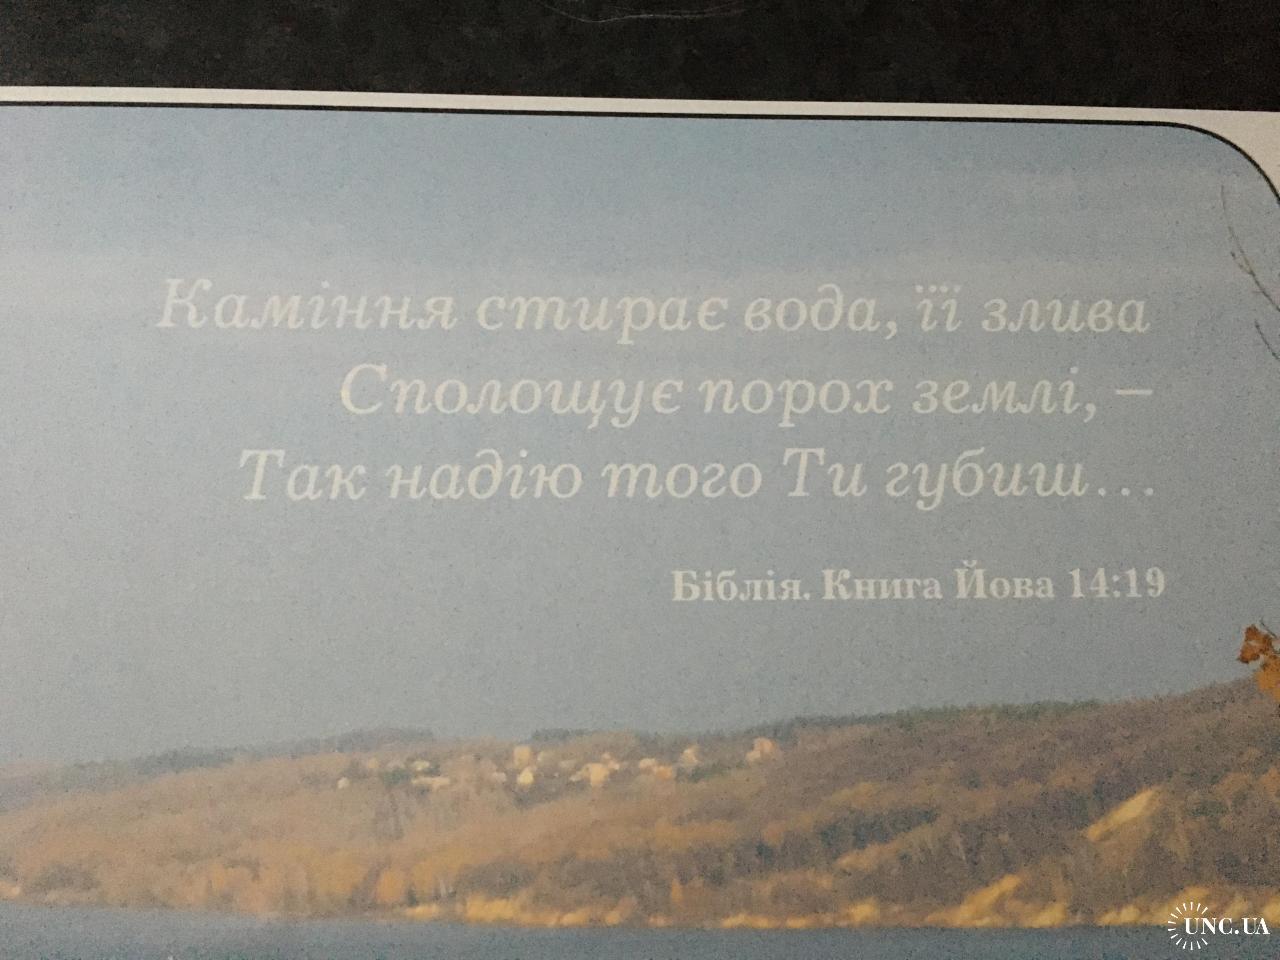 Каміння стирає вода, її злива
Сполощує порох землі, –
Так надію того Ти губиш...
Біблія. Книга Йова 14:19
UNC.UA